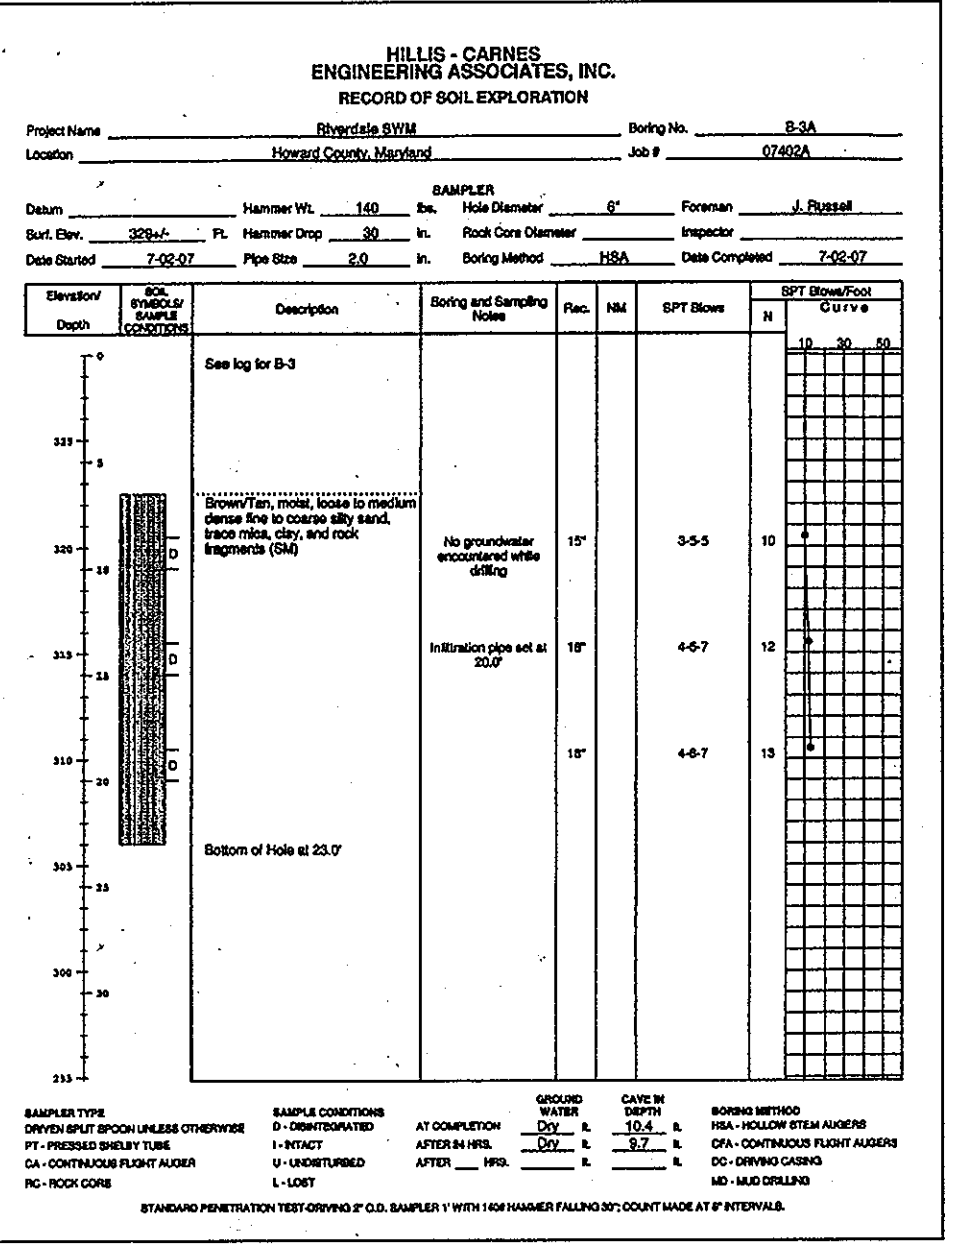 HILLIS - CARNES
ENGINEERING ASSOCIATES, INC.
RECORD OF SOIL EXPLORATION
Project Name Riverdale SWM Boring No. B-3A
Location Howard County, Maryland Job # 07402A
SAMPLER
Datum Hammer Wt. 140 lbs. Hole Diameter 6" Foreman J. Russell
Surf. Elev. 329+/- Ft. Hammer Drop 30 in. Rock Core Diameter Inspector
Date Started 7-02-07 Pipe Size 2.0 in. Boring Method HSA Date Completed 7-02-07
Elevation/ Depth SOIL SYMBOLS/ SAMPLE CONDITIONS Description Boring and Sampling Notes Rec. NM SPT Blows SPT Blows/Foot N Curve
10 30 50
0
See log for B-3
325
5
Brown/Tan, moist, loose to medium
dense fine to coarse silty sand,
trace mica, clay, and rock
fragments (SM)
320 D No groundwater encountered while drilling 15" 3-5-5 10
10
315 D Infiltration pipe set at 20.0' 18" 4-6-7 12
15
310 D 18" 4-6-7 13
20
Bottom of Hole at 23.0'
305
25
300
30
295
SAMPLER TYPE SAMPLE CONDITIONS GROUND WATER CAVE IN DEPTH BORING METHOD
DRIVEN SPLIT SPOON UNLESS OTHERWISE D - DISINTEGRATED AT COMPLETION Dry ft. 10.4 ft. HSA - HOLLOW STEM AUGERS
PT - PRESSED SHELBY TUBE I - INTACT AFTER 24 HRS. Dry ft. 9.7 ft. CFA - CONTINUOUS FLIGHT AUGERS
CA - CONTINUOUS FLIGHT AUGER U - UNDISTURBED AFTER ___ HRS. ft. ft. DC - DRIVING CASING
RC - ROCK CORE L - LOST MD - MUD DRILLING
STANDARD PENETRATION TEST-DRIVING 2" O.D. SAMPLER 1' WITH 140# HAMMER FALLING 30"; COUNT MADE AT 6" INTERVALS.